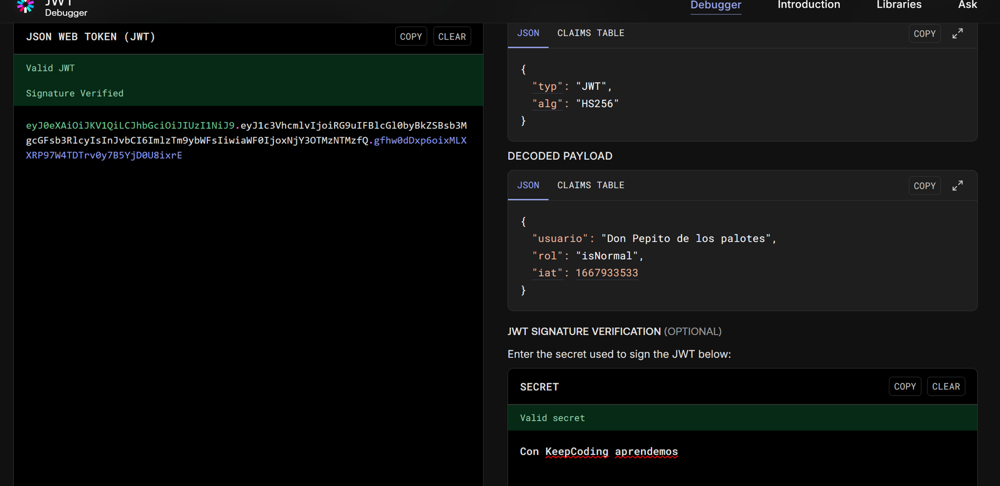 JWT
Debugger
Debugger
Introduction
Libraries
Ask
JSON WEB TOKEN (JWT)
COPY
CLEAR
Valid JWT
Signature Verified
eyJ0eXAiOiJKV1QiLCJhbGciOiJIUzI1NiJ9.eyJ1c3VhcmlvIjoiRG9uIFBlcGl0byBkZSBsb3M
gcGFsb3RlcyIsInJvbCI6ImlzTm9ybWFsIiwiaWF0IjoxNjY3OTMzNTMzfQ.gfhw0dDxp6oixMLX
XRP97W4TDTrv0y7B5YjD0U8ixrE
JSON
CLAIMS TABLE
COPY
{
"typ": "JWT",
"alg": "HS256"
}
DECODED PAYLOAD
JSON
CLAIMS TABLE
COPY
{
"usuario": "Don Pepito de los palotes",
"rol": "isNormal",
"iat": 1667933533
}
JWT SIGNATURE VERIFICATION (OPTIONAL)
Enter the secret used to sign the JWT below:
SECRET
COPY
CLEAR
Valid secret
Con KeepCoding aprendemos